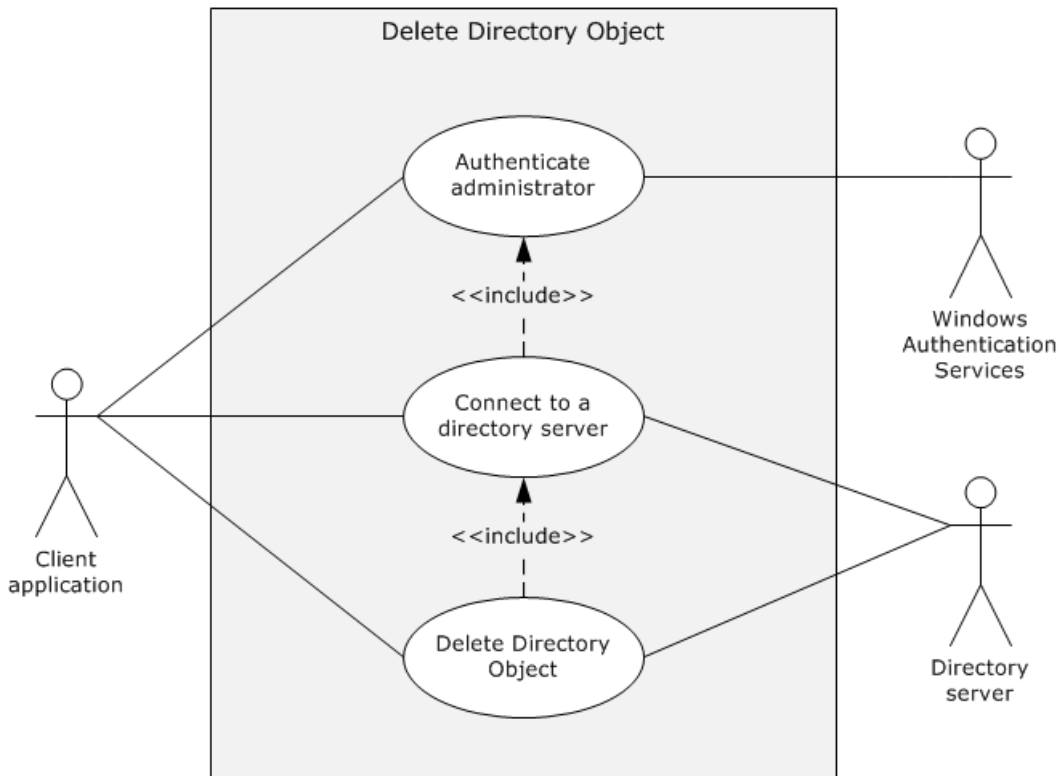 Delete Directory Object
Authenticate
administrator
<<include>>
Windows
Authentication
Services
Connect to a
directory server
<<include>>
Client
application
Delete Directory
Object
Directory
server